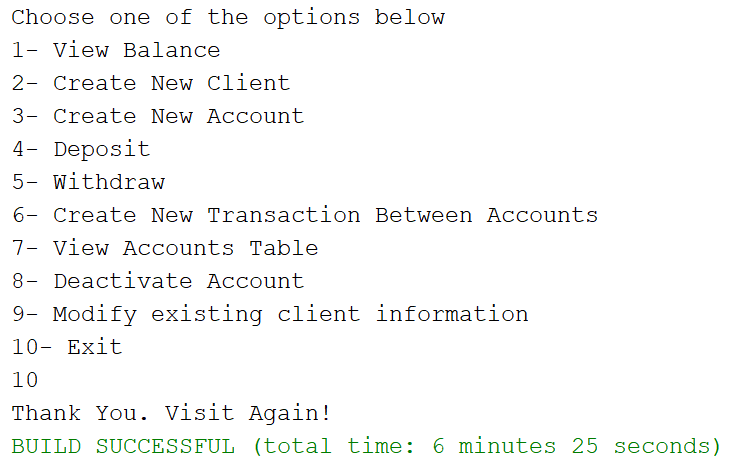 Choose one of the options below
1- View Balance
2- Create New Client
3- Create New Account
4- Deposit
5- Withdraw
6- Create New Transaction Between Accounts
7- View Accounts Table
8- Deactivate Account
9- Modify existing client information
10- Exit
10
Thank You. Visit Again!
BUILD SUCCESSFUL (total time: 6 minutes 25 seconds)